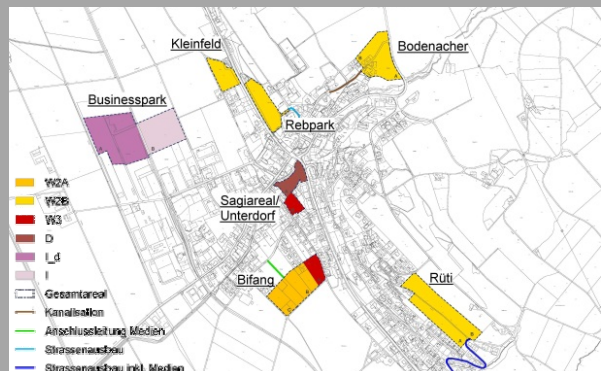 Kleinfeld
Bodenacher
Businesspark
Rebpark
Sagiareal/
Unterdorf
Bifang
Rüti
W2A
W2B
W3
D
I_d
I
Gesamtareal
Kanalisation
Anschlussleitung Medien
Strassenausbau
Strassenausbau inkl. Medien